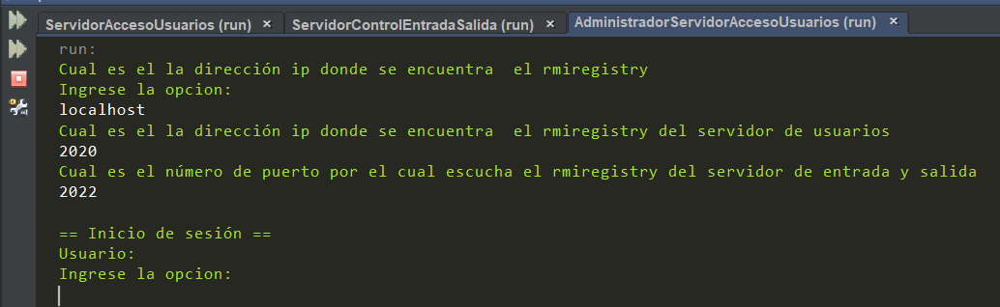 ServidorAccesoUsuarios (run) × ServidorControlEntradaSalida (run) × AdministradorServidorAccesoUsuarios (run) ×
run:
Cual es el la dirección ip donde se encuentra  el rmiregistry
Ingrese la opcion:
localhost
Cual es el la dirección ip donde se encuentra  el rmiregistry del servidor de usuarios
2020
Cual es el número de puerto por el cual escucha el rmiregistry del servidor de entrada y salida
2022
== Inicio de sesión ==
Usuario:
Ingrese la opcion: